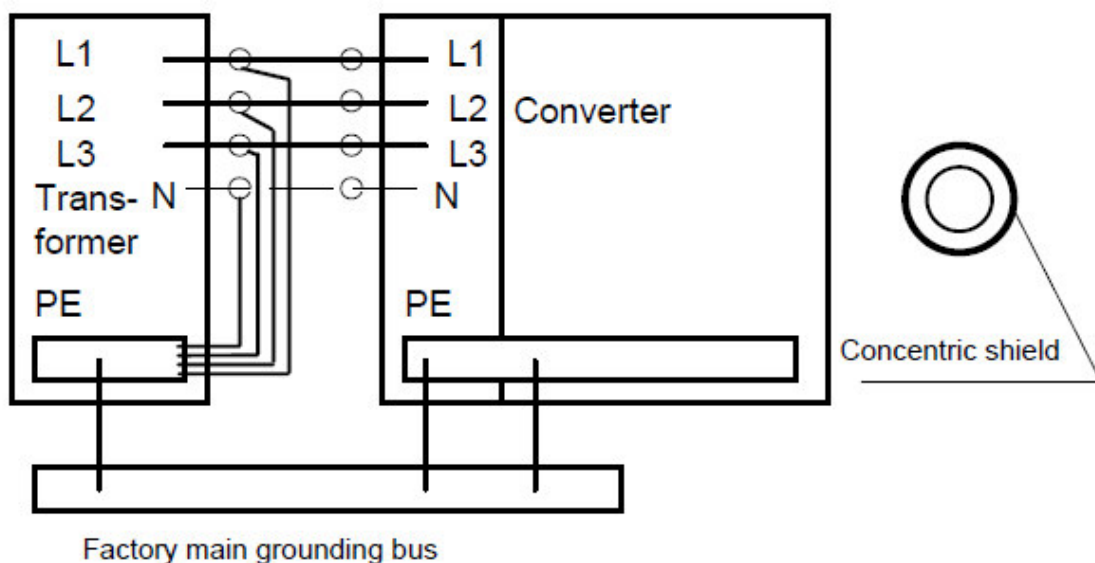 L1
L2
L3
Trans- N
former
PE
L1
L2
L3
N
PE
Converter
Concentric shield
Factory main grounding bus